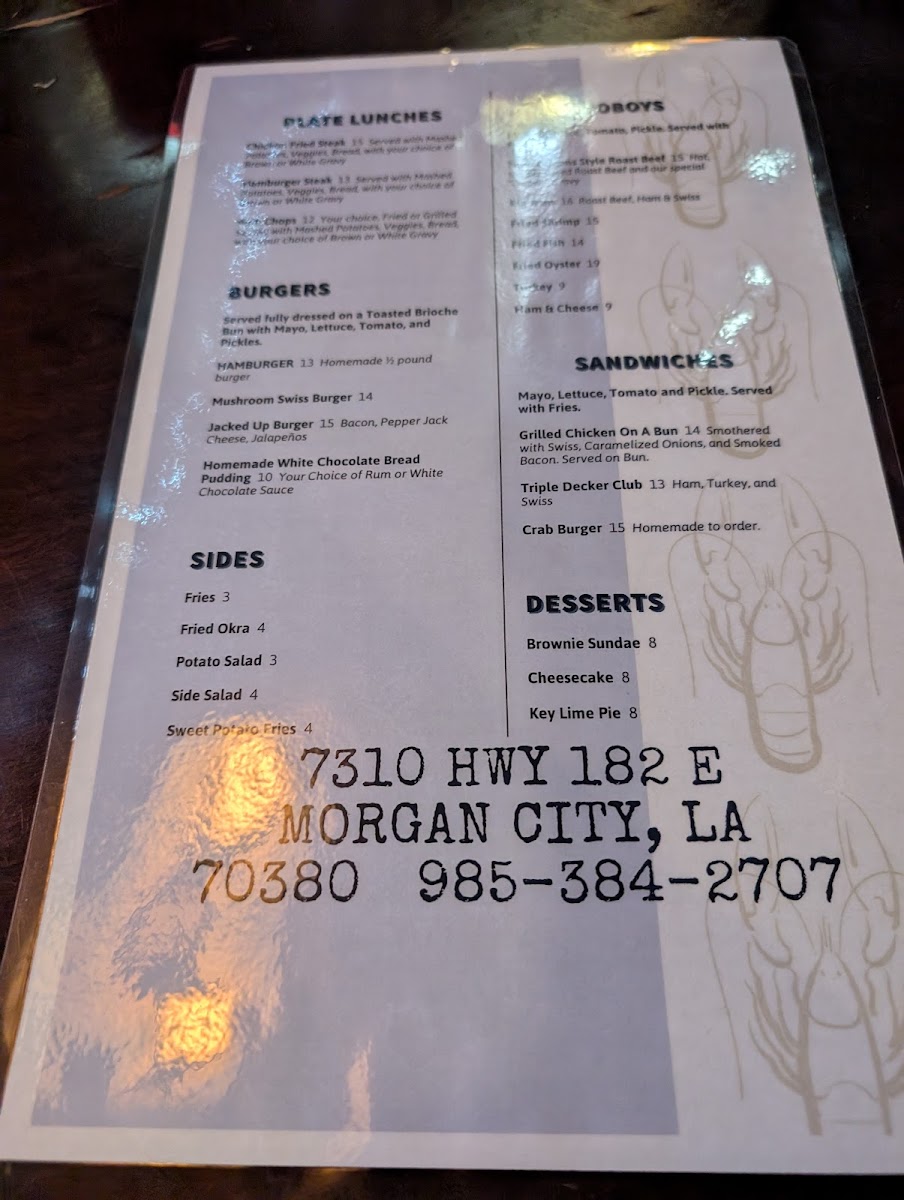 PLATE LUNCHES
Chicken Fried Steak 15 Served with Mashed
Potatoes, Veggies, Bread, with your choice of
Brown or White Gravy
Hamburger Steak 13 Served with Mashed
Potatoes, Veggies, Bread, with your choice of
Brown or White Gravy
Chops 12 Your choice, Fried or Grilled
with Mashed Potatoes, Veggies, Bread,
with your choice of Brown or White Gravy
BURGERS
Served fully dressed on a Toasted Brioche
Bun with Mayo, Lettuce, Tomato, and
Pickles.
HAMBURGER 13 Homemade ½ pound
burger
Mushroom Swiss Burger 14
Jacked Up Burger 15 Bacon, Pepper Jack
Cheese, Jalapeños
Homemade White Chocolate Bread
Pudding 10 Your Choice of Rum or White
Chocolate Sauce
SIDES
Fries 3
Fried Okra 4
Potato Salad 3
Side Salad 4
Sweet Potato Fries 4
OBOYS
Tomato, Pickle. Served with
Style Roast Beef 15 Hot,
Roast Beef and our special
16 Roast Beef, Ham & Swiss
Fried Shrimp 15
Fried Fish 14
Fried Oyster 19
Turkey 9
Ham & Cheese 9
SANDWICHES
Mayo, Lettuce, Tomato and Pickle. Served
with Fries.
Grilled Chicken On A Bun 14 Smothered
with Swiss, Caramelized Onions, and Smoked
Bacon. Served on Bun.
Triple Decker Club 13 Ham, Turkey, and
Swiss
Crab Burger 15 Homemade to order.
DESSERTS
Brownie Sundae 8
Cheesecake 8
Key Lime Pie 8
7310 HWY 182 E
MORGAN CITY, LA
70380 985-384-2707